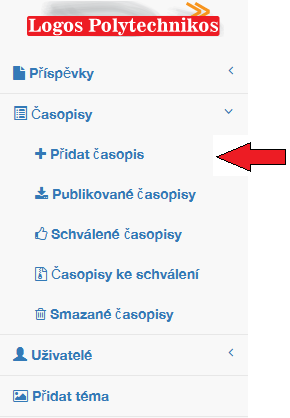 Logos Polytechnikos
Příspěvky
Časopisy
Přidat časopis
Publikované časopisy
Schválené časopisy
Časopisy ke schválení
Smazané časopisy
Uživatelé
Přidat téma